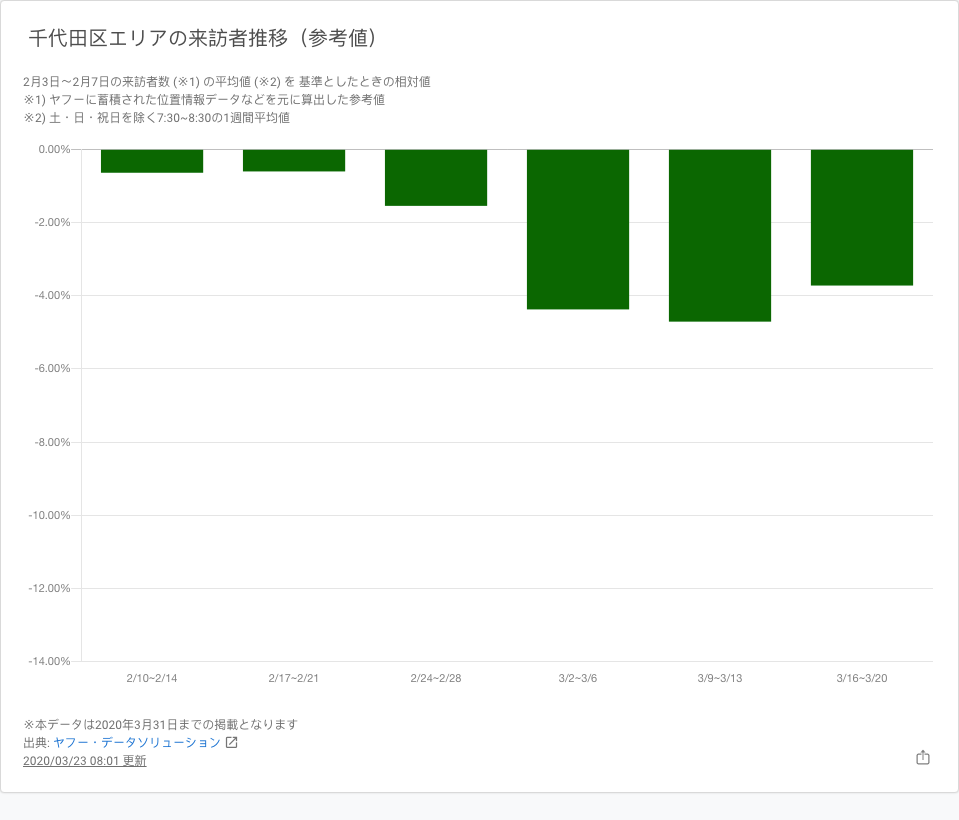 千代田区エリアの来訪者推移（参考値）
2月3日～2月7日の来訪者数 (※1) の平均値 (※2) を 基準としたときの相対値
※1) ヤフーに蓄積された位置情報データなどを元に算出した参考値
※2) 土・日・祝日を除く7:30~8:30の1週間平均値
0.00%
-2.00%
-4.00%
-6.00%
-8.00%
-10.00%
-12.00%
-14.00%
2/10~2/14 2/17~2/21 2/24~2/28 3/2~3/6 3/9~3/13 3/16~3/20
※本データは2020年3月31日までの掲載となります
出典: ヤフー・データソリューション
2020/03/23 08:01 更新